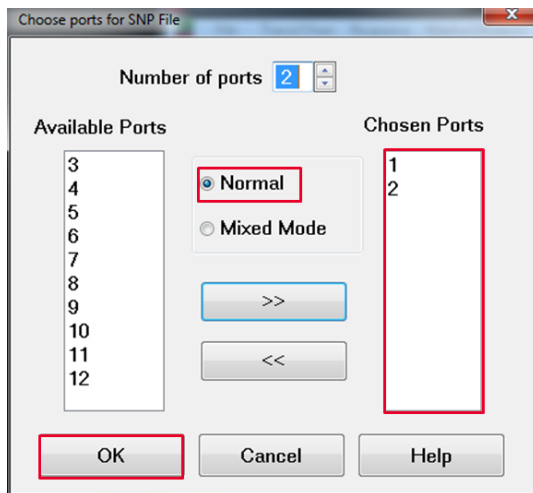 Choose ports for SNP File
Number of ports 2
Available Ports
Chosen Ports
3
4
5
6
7
8
9
10
11
12
Normal
Mixed Mode
>>
<<
1
2
OK
Cancel
Help